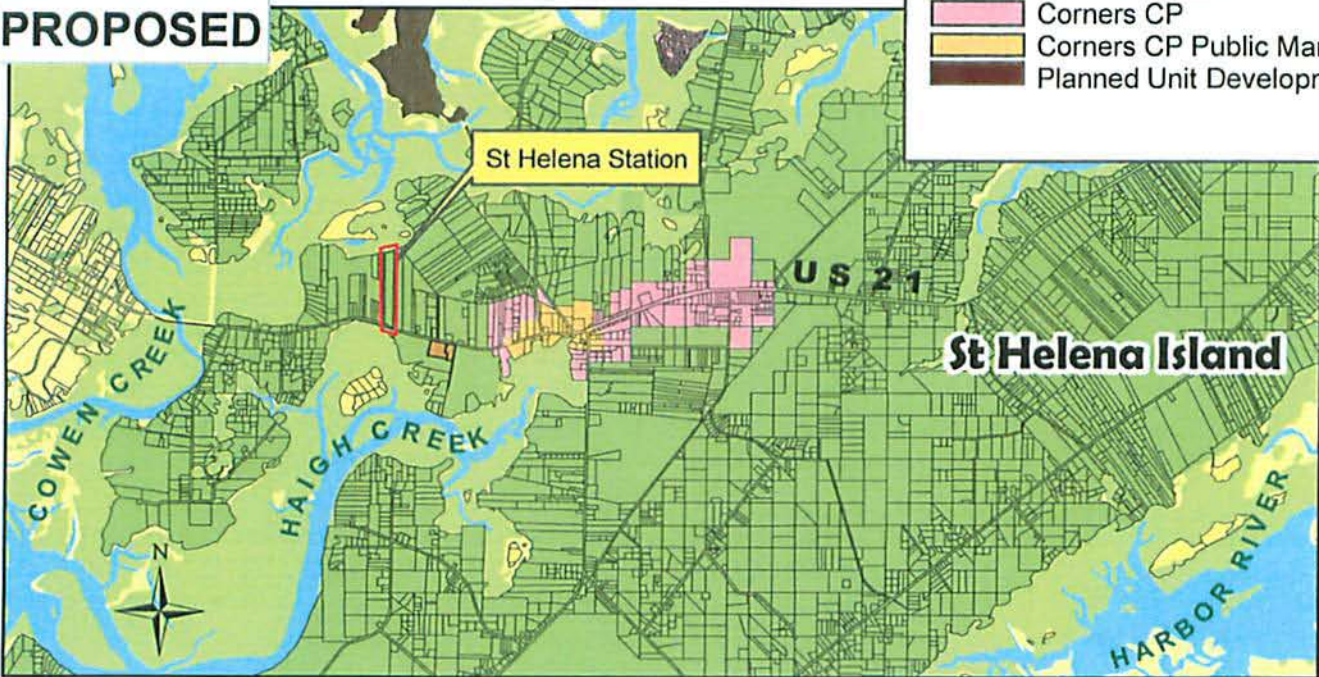 PROPOSED
Corners CP
Corners CP Public Mar
Planned Unit Developm
St Helena Station
US 21
St Helena Island
COWEN CREEK
HAIGH CREEK
N
HARBOR RIVER